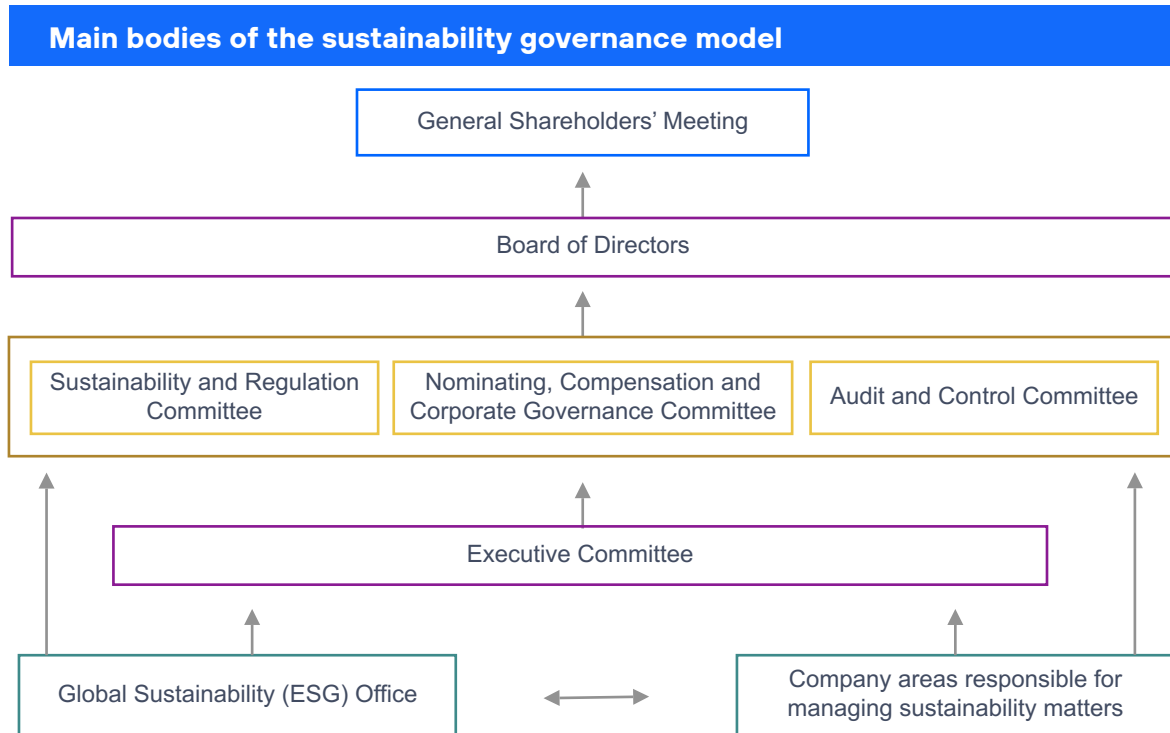 Main bodies of the sustainability governance model
General Shareholders’ Meeting
Board of Directors
Sustainability and Regulation
Committee
Nominating, Compensation and
Corporate Governance Committee
Audit and Control Committee
Executive Committee
Global Sustainability (ESG) Office
Company areas responsible for
managing sustainability matters